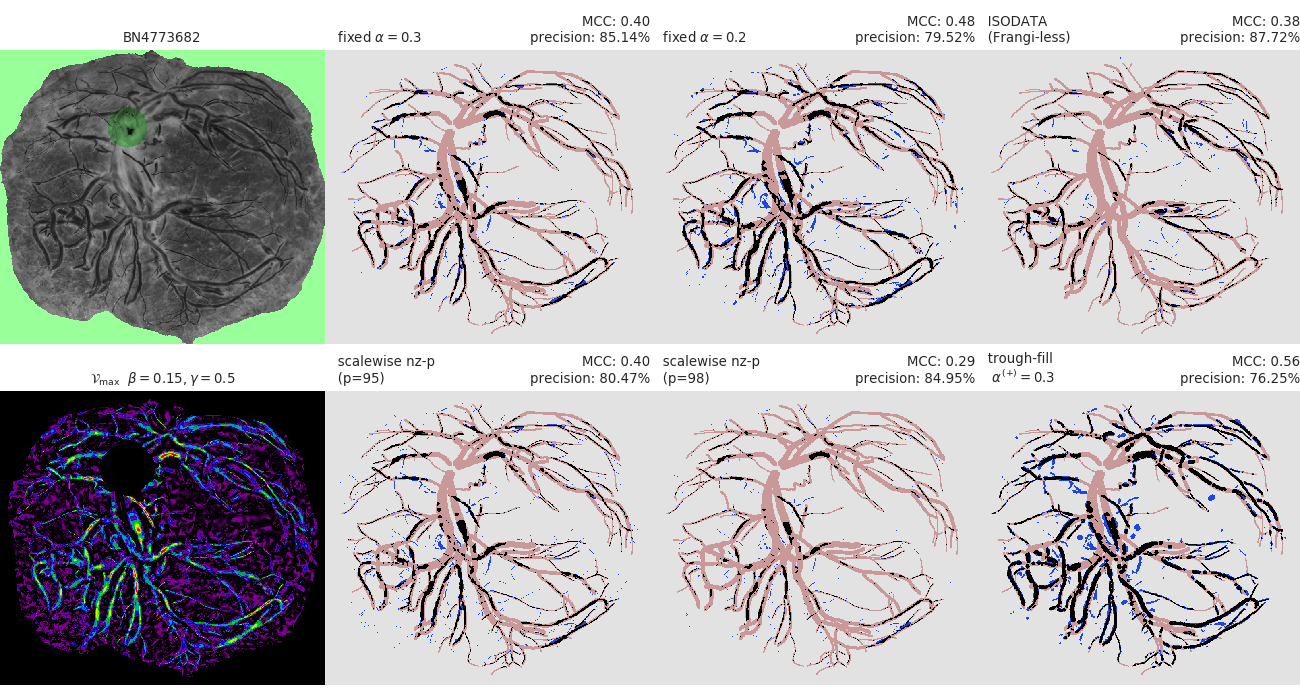 BN4773682
fixed α = 0.3
MCC: 0.40
precision: 85.14%
fixed α = 0.2
MCC: 0.48
precision: 79.52%
ISODATA
(Frangi-less)
MCC: 0.38
precision: 87.72%
𝒱max β = 0.15, γ = 0.5
scalewise nz-p
(p=95)
MCC: 0.40
precision: 80.47%
scalewise nz-p
(p=98)
MCC: 0.29
precision: 84.95%
trough-fill
α(+) = 0.3
MCC: 0.56
precision: 76.25%